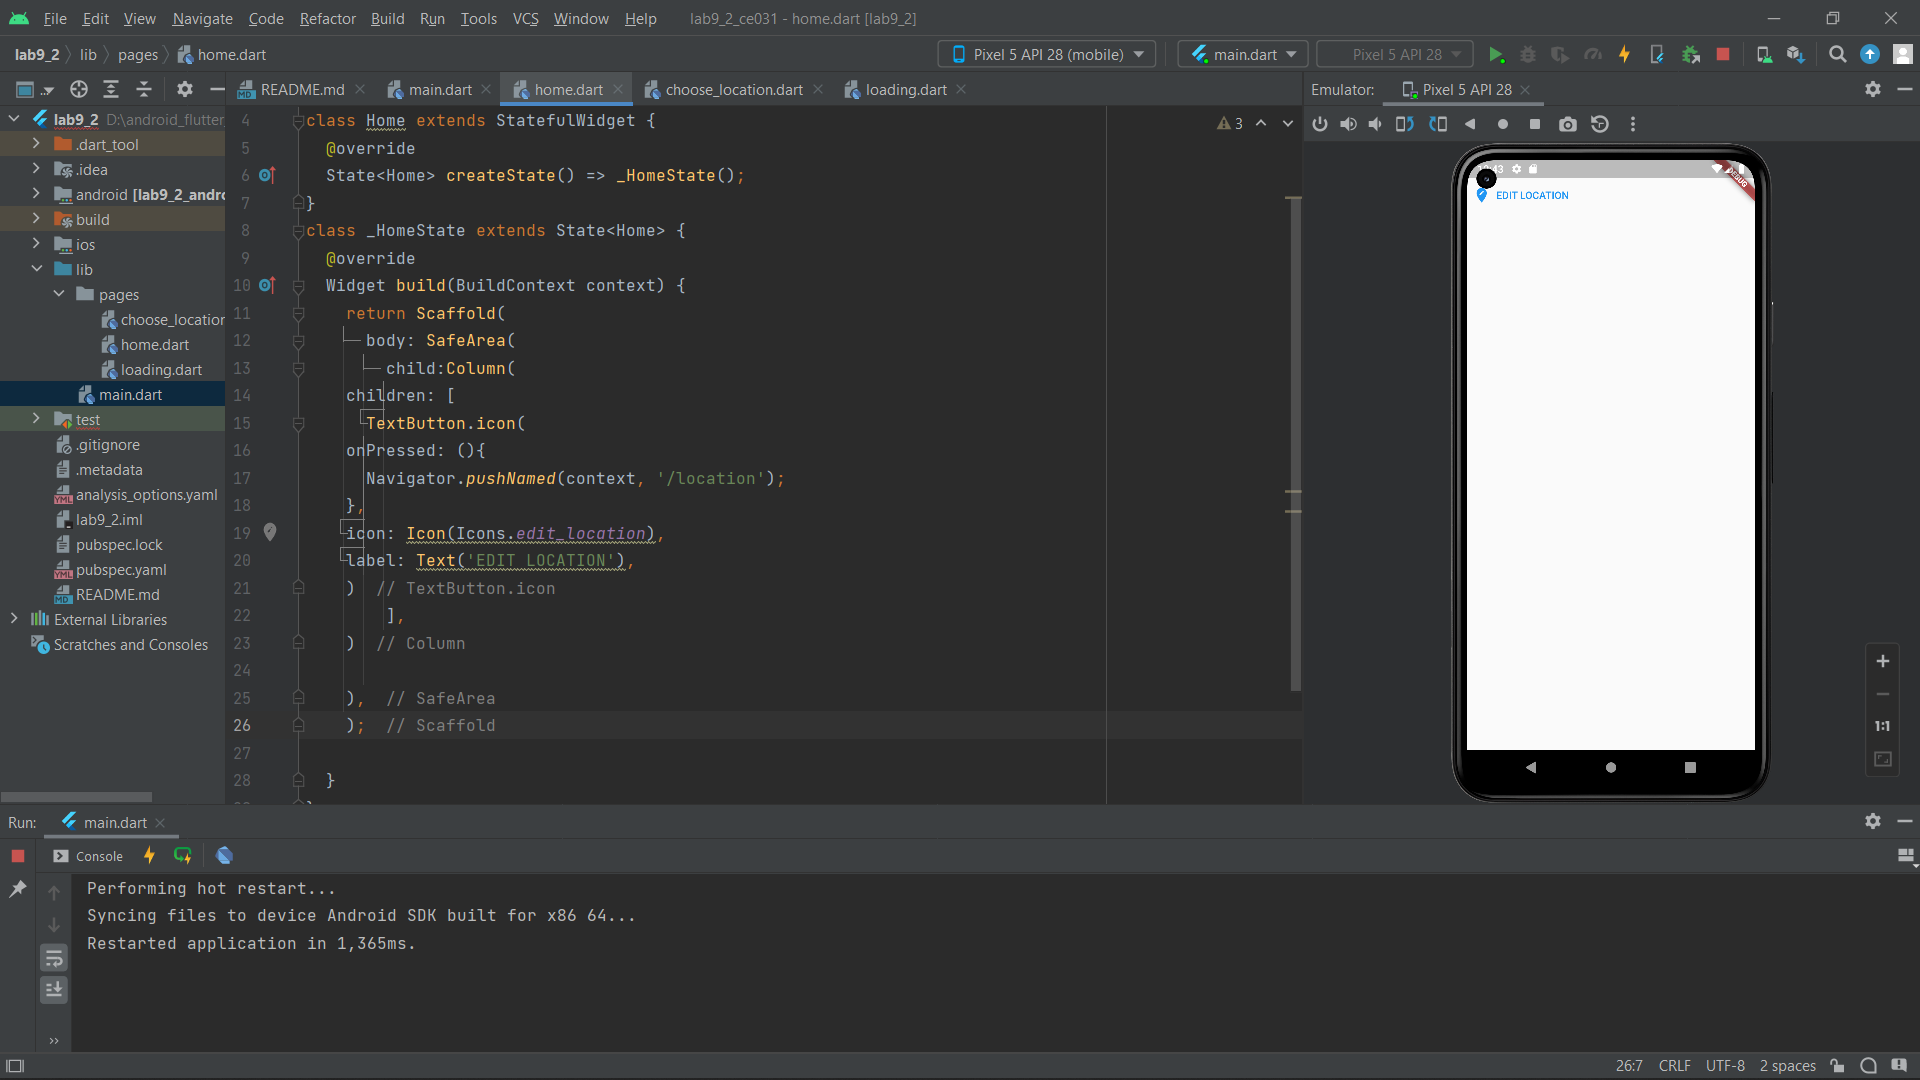 File Edit View Navigate Code Refactor Build Run Tools VCS Window Help lab9_2_ce031 - home.dart [lab9_2]
lab9_2 lib pages home.dart Pixel 5 API 28 (mobile) main.dart Pixel 5 API 28
README.md main.dart home.dart choose_location.dart loading.dart Emulator: Pixel 5 API 28
lab9_2 D:\android_flutter
.dart_tool
.idea
android [lab9_2_andro
build
ios
lib
pages
choose_location
home.dart
loading.dart
main.dart
test
.gitignore
.metadata
analysis_options.yaml
lab9_2.iml
pubspec.lock
pubspec.yaml
README.md
External Libraries
Scratches and Consoles
3
4 class Home extends StatefulWidget {
5 @override
6 State<Home> createState() => _HomeState();
7 }
8 class _HomeState extends State<Home> {
9 @override
10 Widget build(BuildContext context) {
11 return Scaffold(
12 body: SafeArea(
13 child:Column(
14 children: [
15 TextButton.icon(
16 onPressed: (){
17 Navigator.pushNamed(context, '/location');
18 },
19 icon: Icon(Icons.edit_location),
20 label: Text('EDIT LOCATION'),
21 ) // TextButton.icon
22 ],
23 ) // Column
24
25 ), // SafeArea
26 ); // Scaffold
27
28 }
DEBUG
EDIT LOCATION
1:1
Run: main.dart
Console
Performing hot restart...
Syncing files to device Android SDK built for x86 64...
Restarted application in 1,365ms.
26:7 CRLF UTF-8 2 spaces